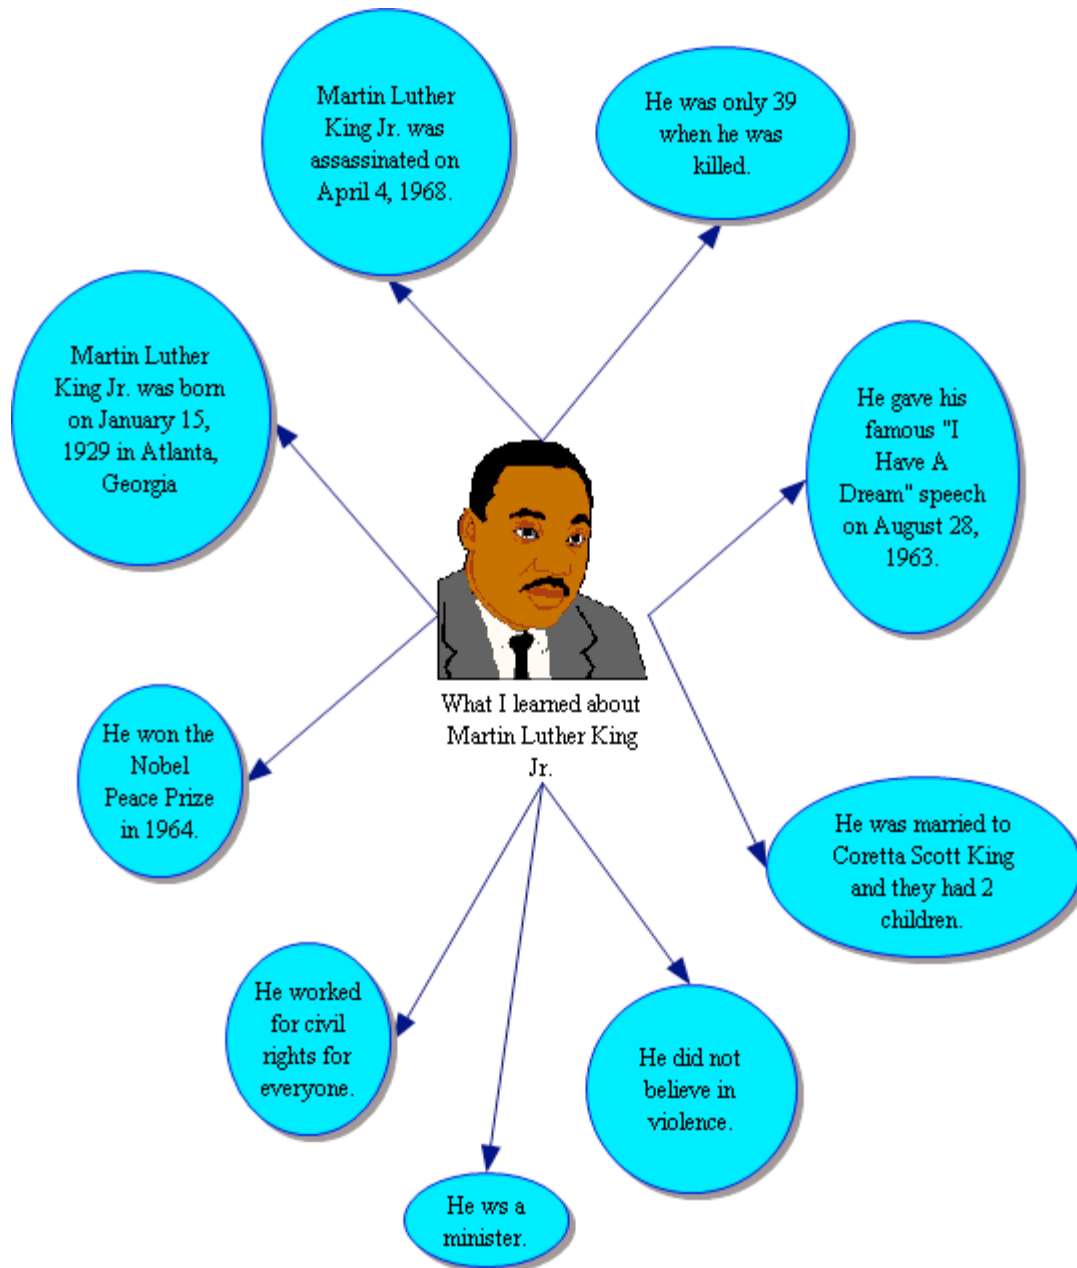 Martin Luther
King Jr. was
assassinated on
April 4, 1968.
He was only 39
when he was
killed.
Martin Luther
King Jr. was born
on January 15,
1929 in Atlanta,
Georgia
He gave his
famous "I
Have A
Dream" speech
on August 28,
1963.
What I learned about
Martin Luther King
Jr.
He won the
Nobel
Peace Prize
in 1964.
He was married to
Coretta Scott King
and they had 2
children.
He worked
for civil
rights for
everyone.
He did not
believe in
violence.
He ws a
minister.